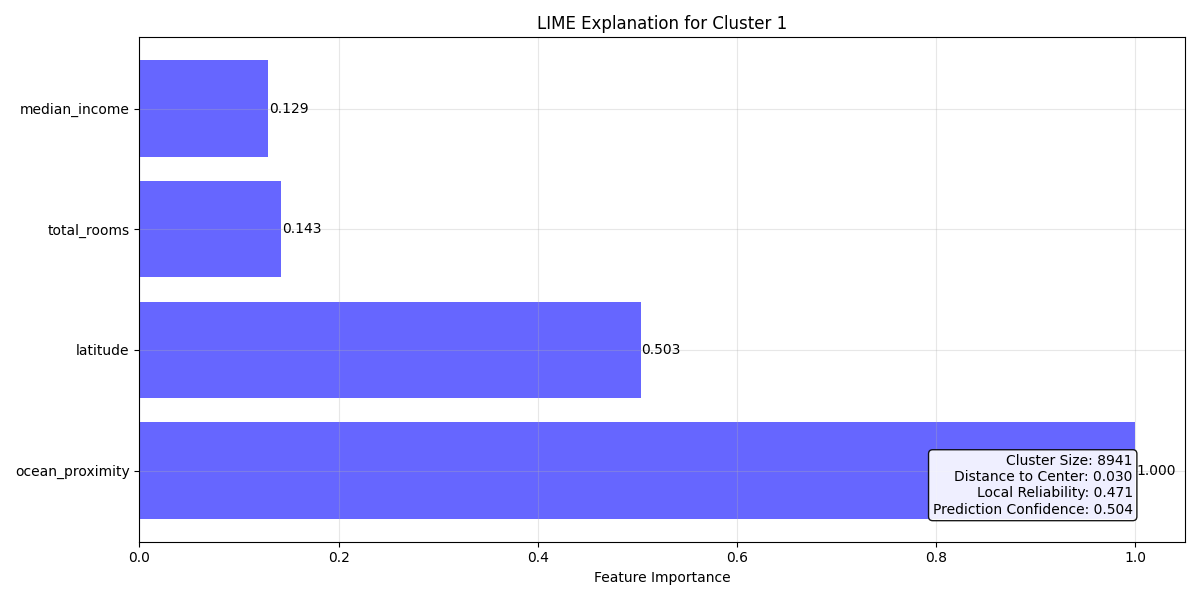 LIME Explanation for Cluster 1
median_income
0.129
total_rooms
0.143
latitude
0.503
ocean_proximity
1.000
Cluster Size: 8941
Distance to Center: 0.030
Local Reliability: 0.471
Prediction Confidence: 0.504
0.0 0.2 0.4 0.6 0.8 1.0
Feature Importance